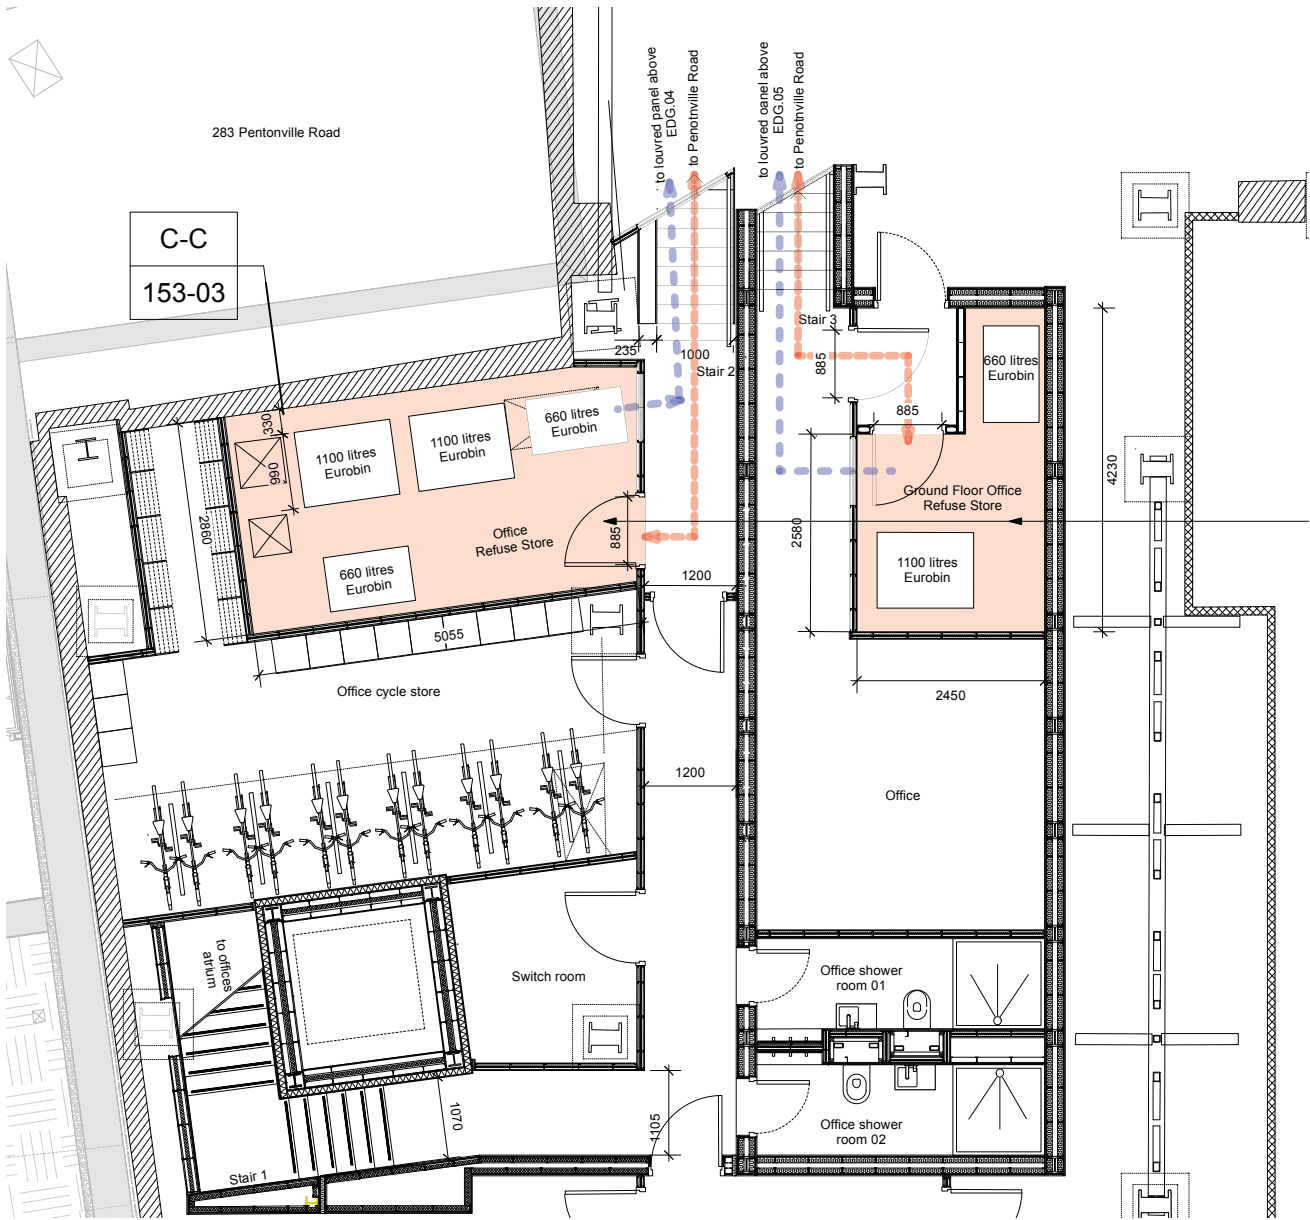 to louvred panel above
EDG.04
to Penotnville Road
to louvred oanel above
EDG.05
to Penotnville Road
283 Pentonville Road
C-C
153-03
235
1000
Stair 2
Stair 3
885
885
660 litres
Eurobin
330
990
1100 litres
Eurobin
1100 litres
Eurobin
660 litres
Eurobin
2860
Office
Refuse Store
885
660 litres
Eurobin
1200
5055
Ground Floor Office
Refuse Store
2580
4230
1100 litres
Eurobin
2450
Office cycle store
1200
Office
to offices
atrium
Switch room
Office shower
room 01
1070
1105
Office shower
room 02
Stair 1